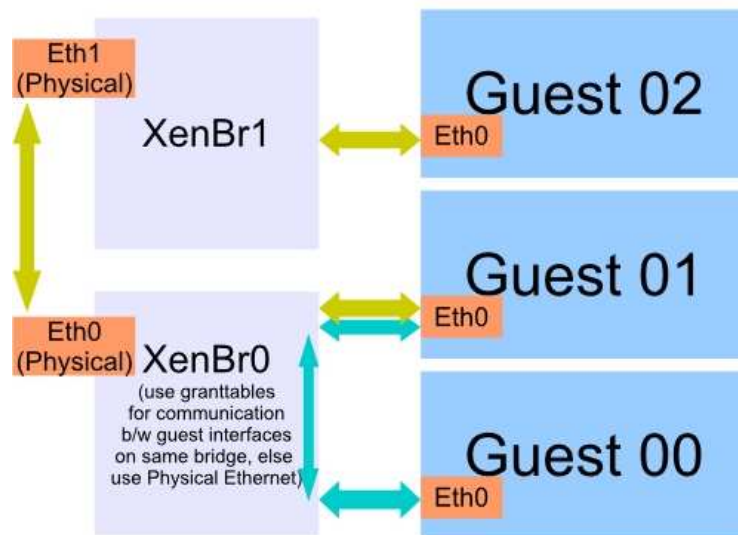 Eth1
(Physical)
XenBr1
Guest 02
Eth0
Guest 01
Eth0
Eth0
(Physical)
XenBr0
(use granttables
for communication
b/w guest interfaces
on same bridge, else
use Physical Ethernet)
Guest 00
Eth0